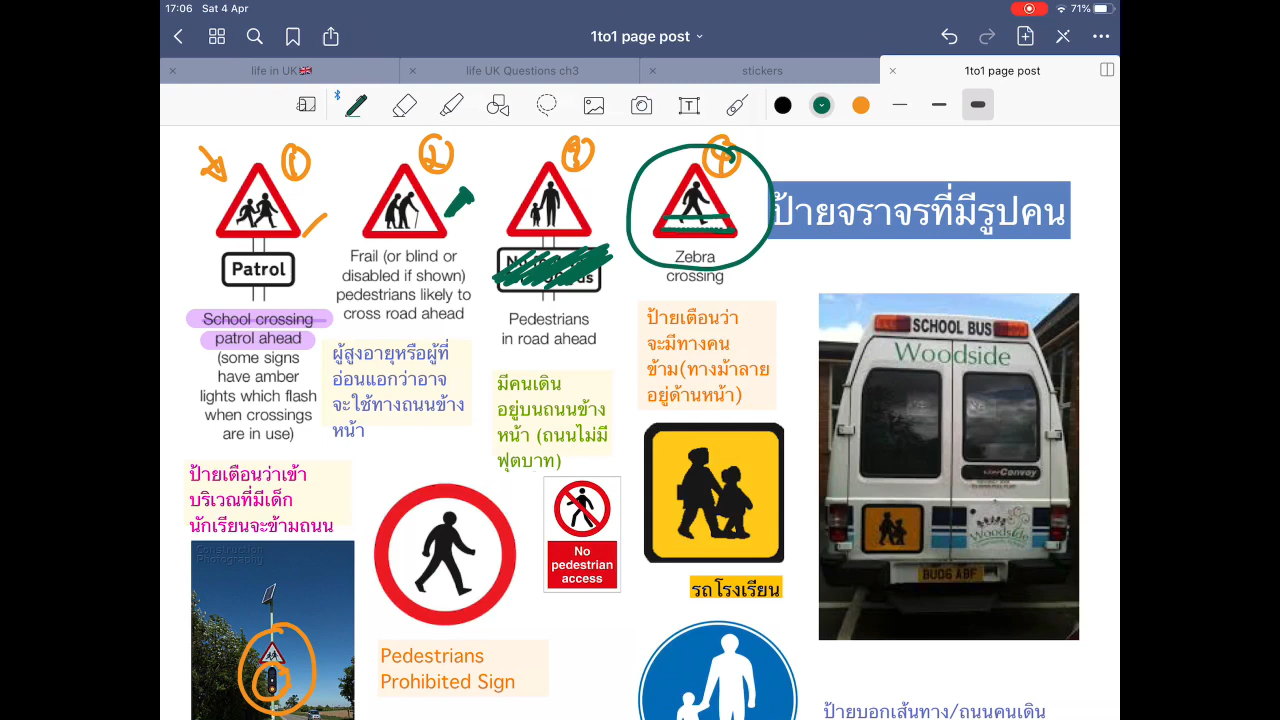 17:06 Sat 4 Apr
71%
1to1 page post
life in UK🇬🇧
life UK Questions ch3
stickers
1to1 page post
T
1
2
4
ป้ายจราจรที่มีรูปคน
Patrol
School crossing
patrol ahead
(some signs
have amber
lights which flash
when crossings
are in use)
Frail (or blind or
disabled if shown)
pedestrians likely to
cross road ahead
Pedestrians
in road ahead
Zebra
crossing
ป้ายเตือนว่าเข้า
บริเวณที่มีเด็ก
นักเรียนจะข้ามถนน
ผู้สูงอายุหรือผู้ที่
อ่อนแอกว่าอาจ
จะใช้ทางถนนข้าง
หน้า
มีคนเดิน
อยู่บนถนนข้าง
หน้า (ถนนไม่มี
ฟุตบาท)
ป้ายเตือนว่า
จะมีทางคน
ข้าม(ทางม้าลาย
อยู่ด้านหน้า)
Construction
Photography
No
pedestrian
access
Pedestrians
Prohibited Sign
รถโรงเรียน
SCHOOL BUS
Woodside
Convoy
Woodside
BU06 ABF
ป้ายบอกเส้นทาง/ถนนคนเดิน